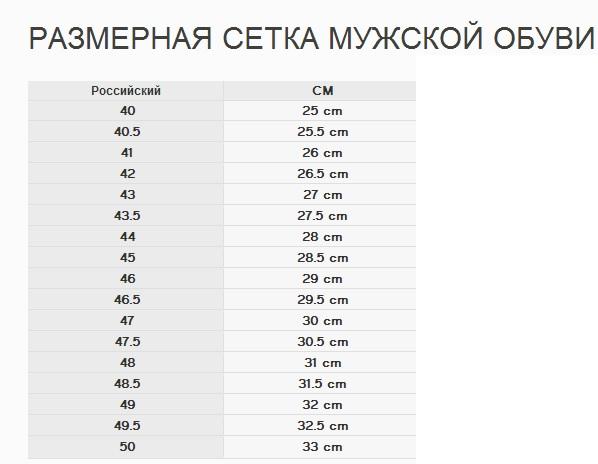 РАЗМЕРНАЯ СЕТКА МУЖСКОЙ ОБУВИ
Российский СМ
40 25 cm
40.5 25.5 cm
41 26 cm
42 26.5 cm
43 27 cm
43.5 27.5 cm
44 28 cm
45 28.5 cm
46 29 cm
46.5 29.5 cm
47 30 cm
47.5 30.5 cm
48 31 cm
48.5 31.5 cm
49 32 cm
49.5 32.5 cm
50 33 cm